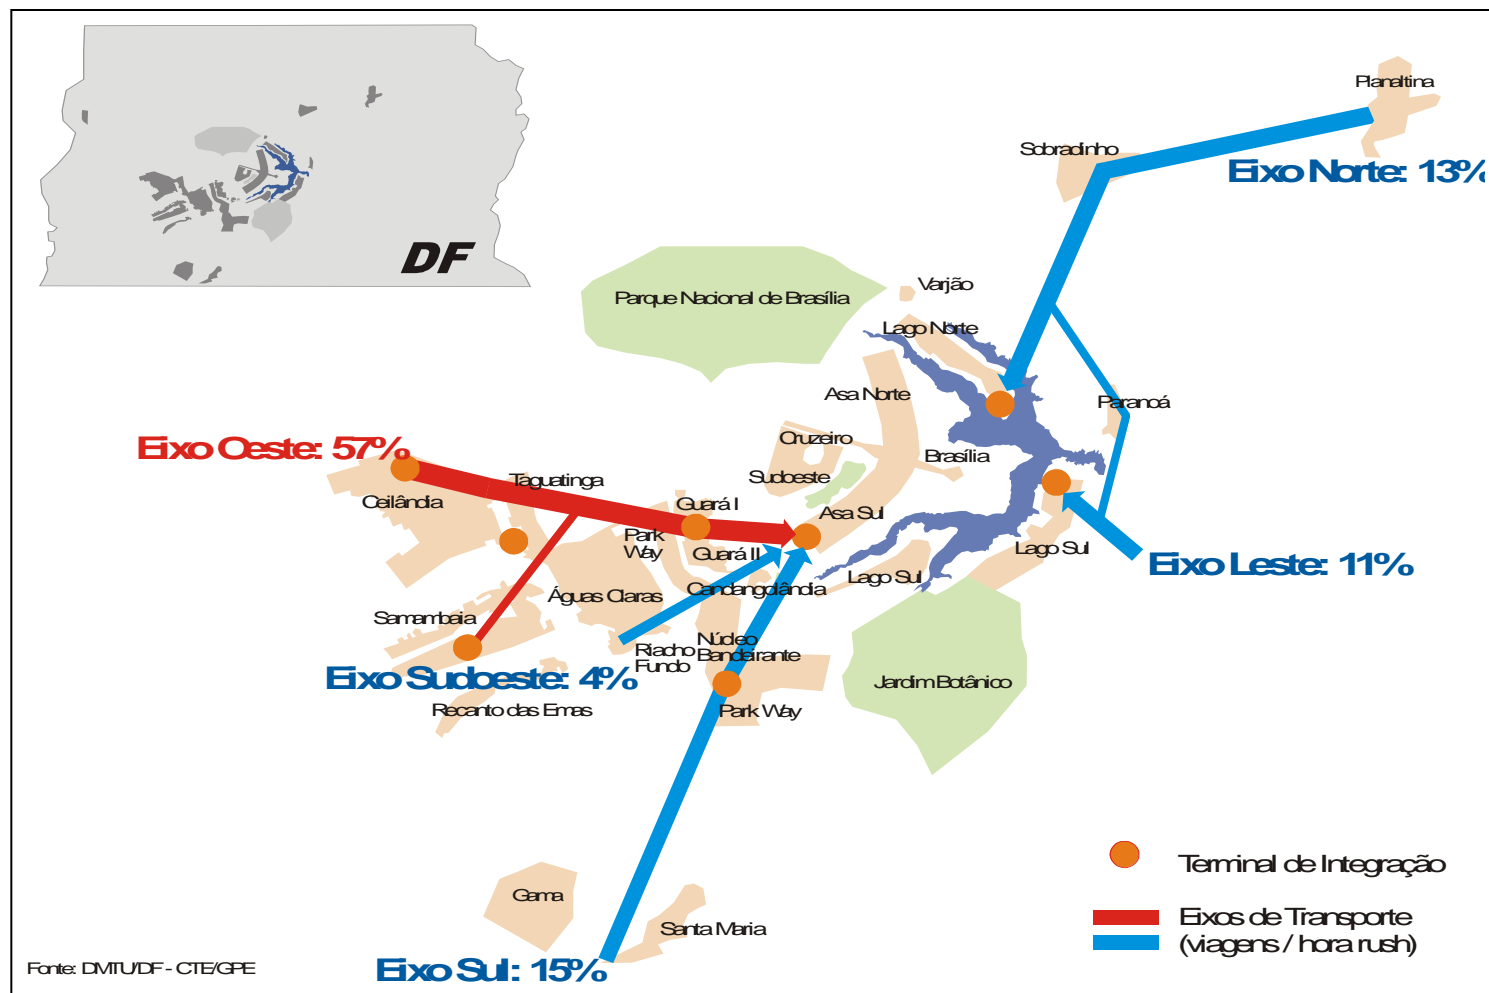 Planaltina
Sobradinho
Eixo Norte: 13%
DF
Varjão
Parque Nacional de Brasília
Lago Norte
Asa Norte
Paranoá
Cruzeiro
Eixo Oeste: 57%
Brasília
Sudoeste
Taguatinga
Ceilândia
Guará I
Asa Sul
Park
Way
Guará II
Lago Sul
Eixo Leste: 11%
Lago Sul
Candangolândia
Águas Claras
Samambaia
Núcleo
Bandeirante
Riacho
Fundo
Eixo Sudoeste: 4%
Jardim Botânico
Recanto das Emas
Park Way
Terminal de Integração
Gama
Santa Maria
Eixos de Transporte
(viagens / hora rush)
Fonte: DMTU/DF - CTE/GPE
Eixo Sul: 15%